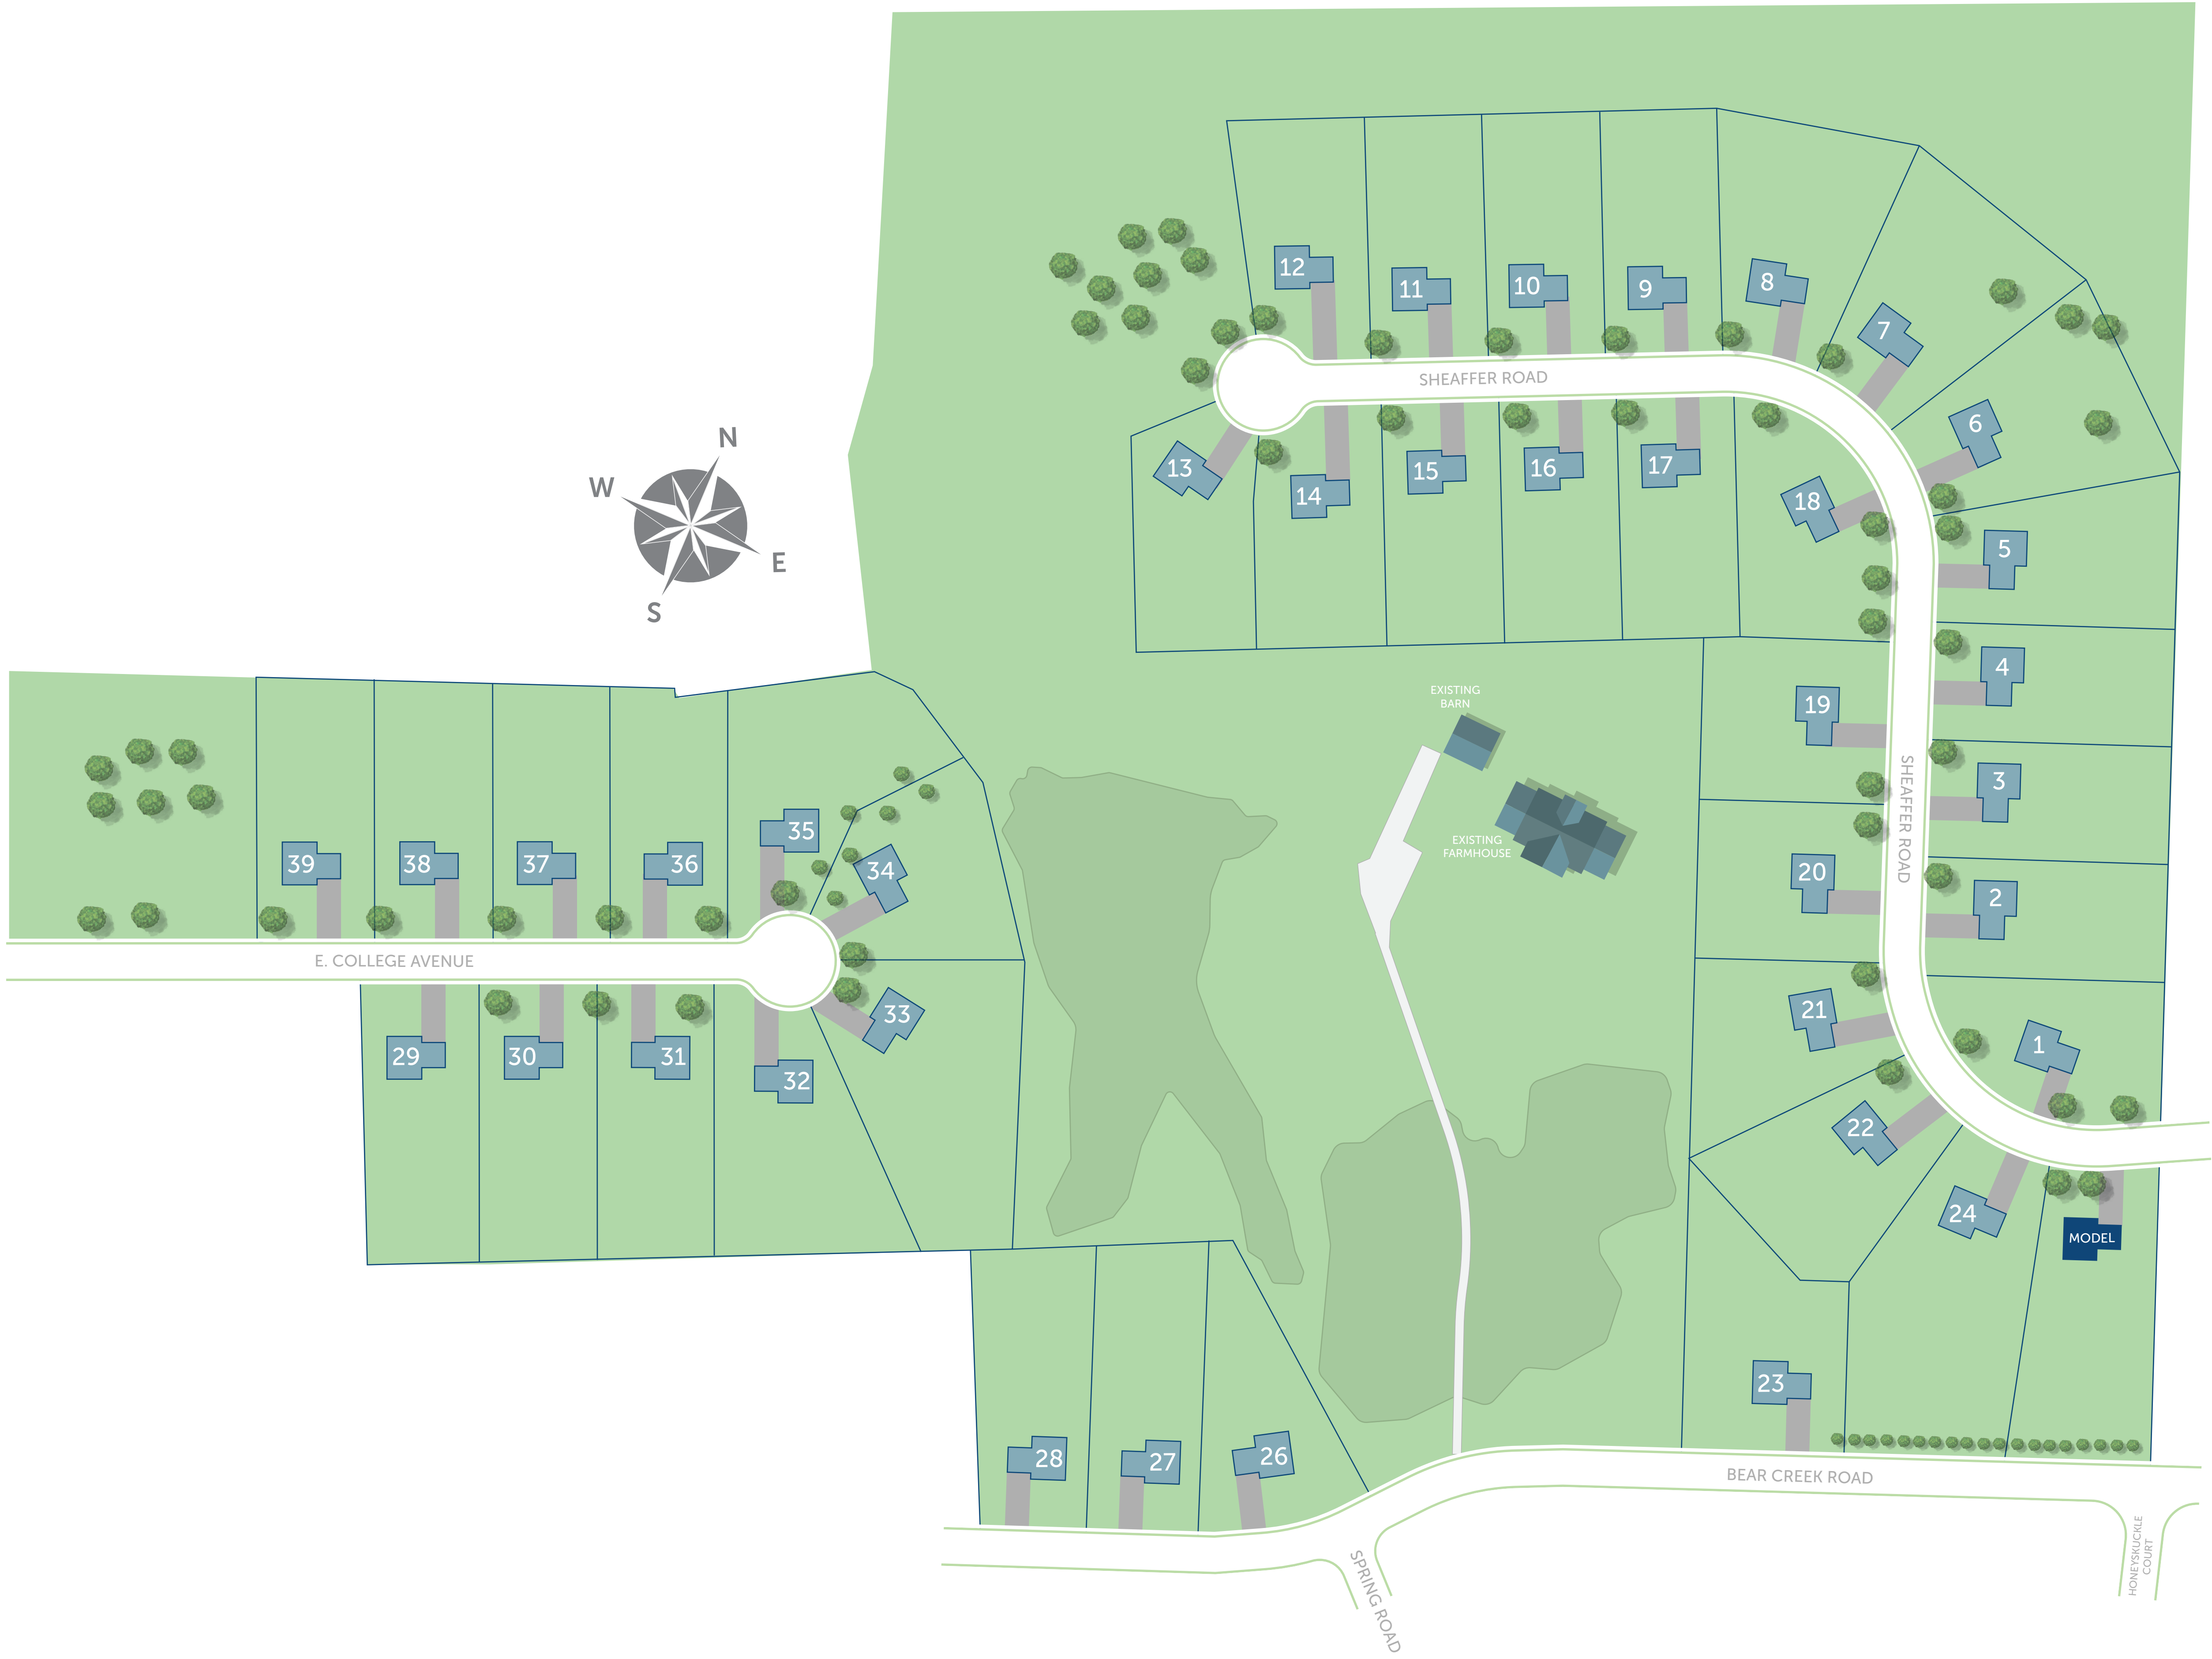 12
11
10
9
8
7
6
SHEAFFER ROAD
13
14
15
16
17
18
5
N
W
E
S
4
19
3
20
2
SHEAFFER ROAD
21
1
22
24
MODEL
23
EXISTING
BARN
EXISTING
FARMHOUSE
39
38
37
36
35
34
E. COLLEGE AVENUE
33
29
30
31
32
28
27
26
BEAR CREEK ROAD
SPRING ROAD
HONEYSKUCKLE
COURT